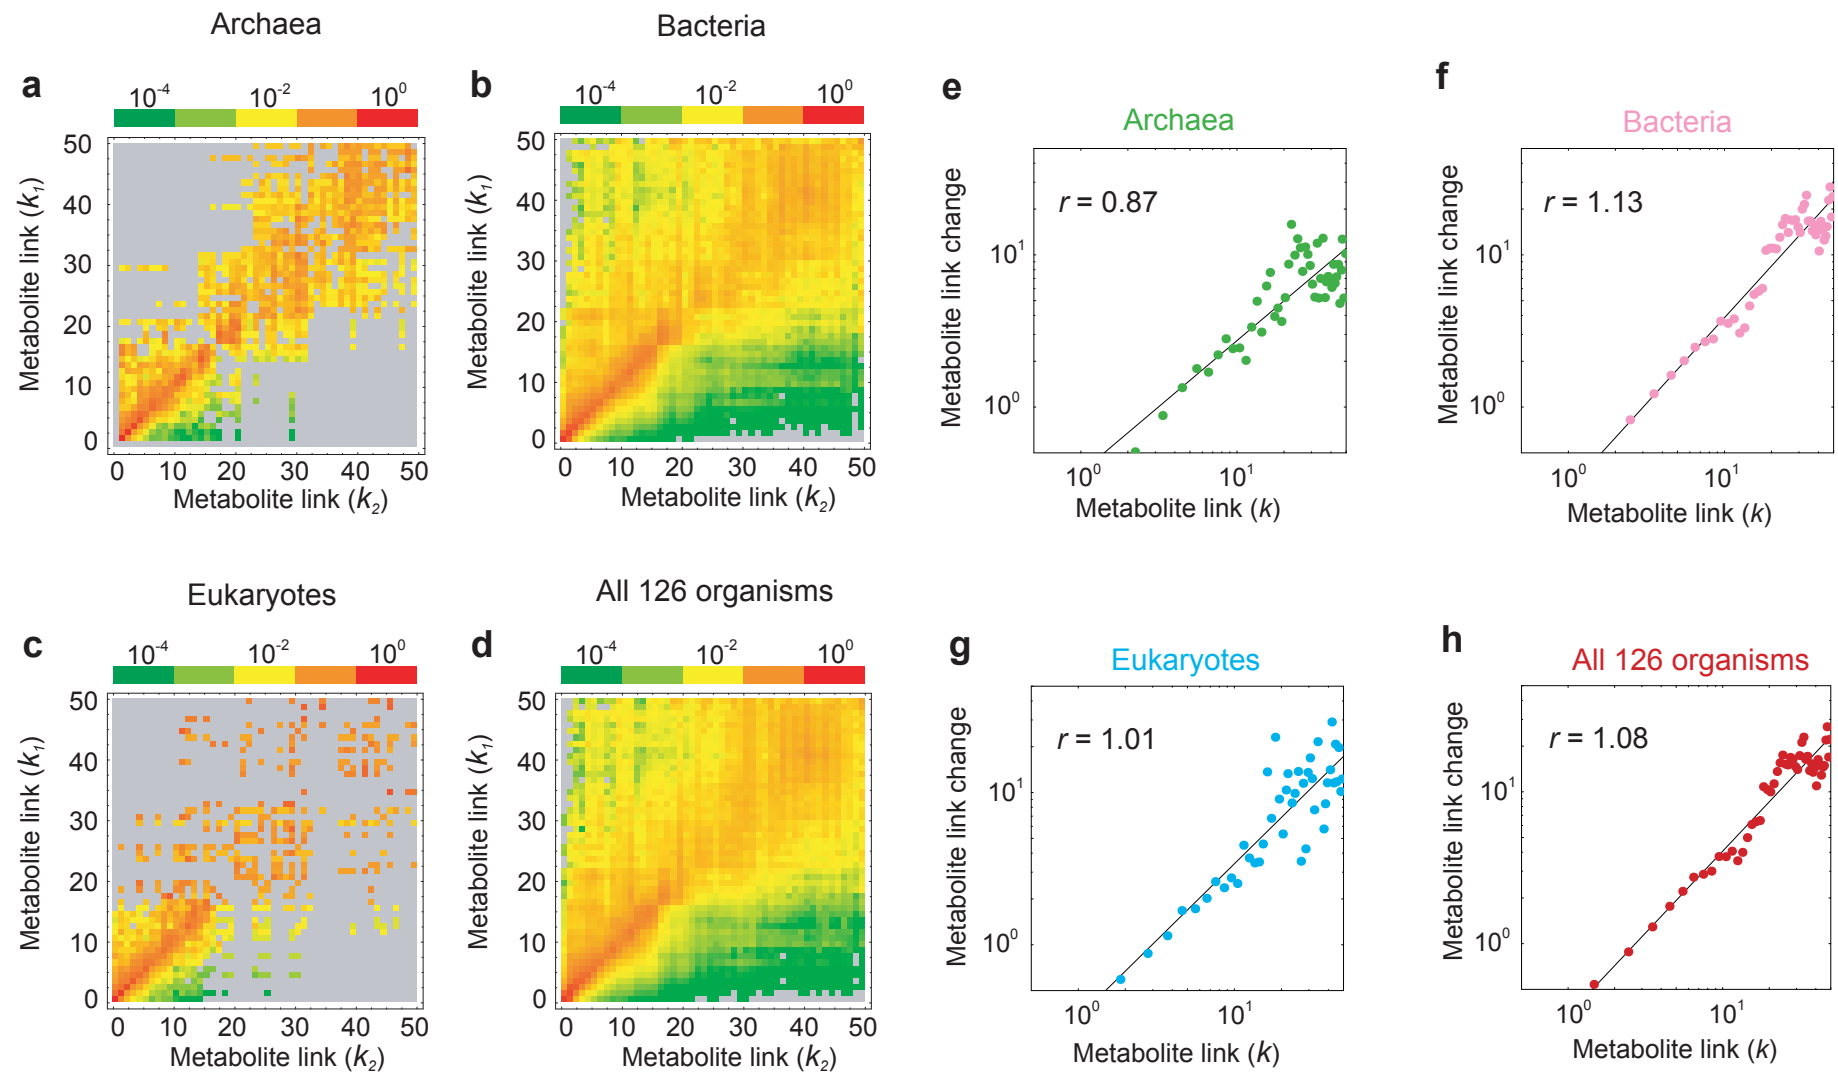 Archaea
Bacteria
a
10⁻⁴ 10⁻² 10⁰
50
40
30
20
10
0
Metabolite link (k₁)
0 10 20 30 40 50
Metabolite link (k₂)
b
10⁻⁴ 10⁻² 10⁰
50
40
30
20
10
0
Metabolite link (k₁)
0 10 20 30 40 50
Metabolite link (k₂)
e
Archaea
r = 0.87
Metabolite link change
10¹
10⁰
10⁰ 10¹
Metabolite link (k)
f
Bacteria
r = 1.13
Metabolite link change
10¹
10⁰
10⁰ 10¹
Metabolite link (k)
Eukaryotes
All 126 organisms
c
10⁻⁴ 10⁻² 10⁰
50
40
30
20
10
0
Metabolite link (k₁)
0 10 20 30 40 50
Metabolite link (k₂)
d
10⁻⁴ 10⁻² 10⁰
50
40
30
20
10
0
Metabolite link (k₁)
0 10 20 30 40 50
Metabolite link (k₂)
g
Eukaryotes
r = 1.01
Metabolite link change
10¹
10⁰
10⁰ 10¹
Metabolite link (k)
h
All 126 organisms
r = 1.08
Metabolite link change
10¹
10⁰
10⁰ 10¹
Metabolite link (k)